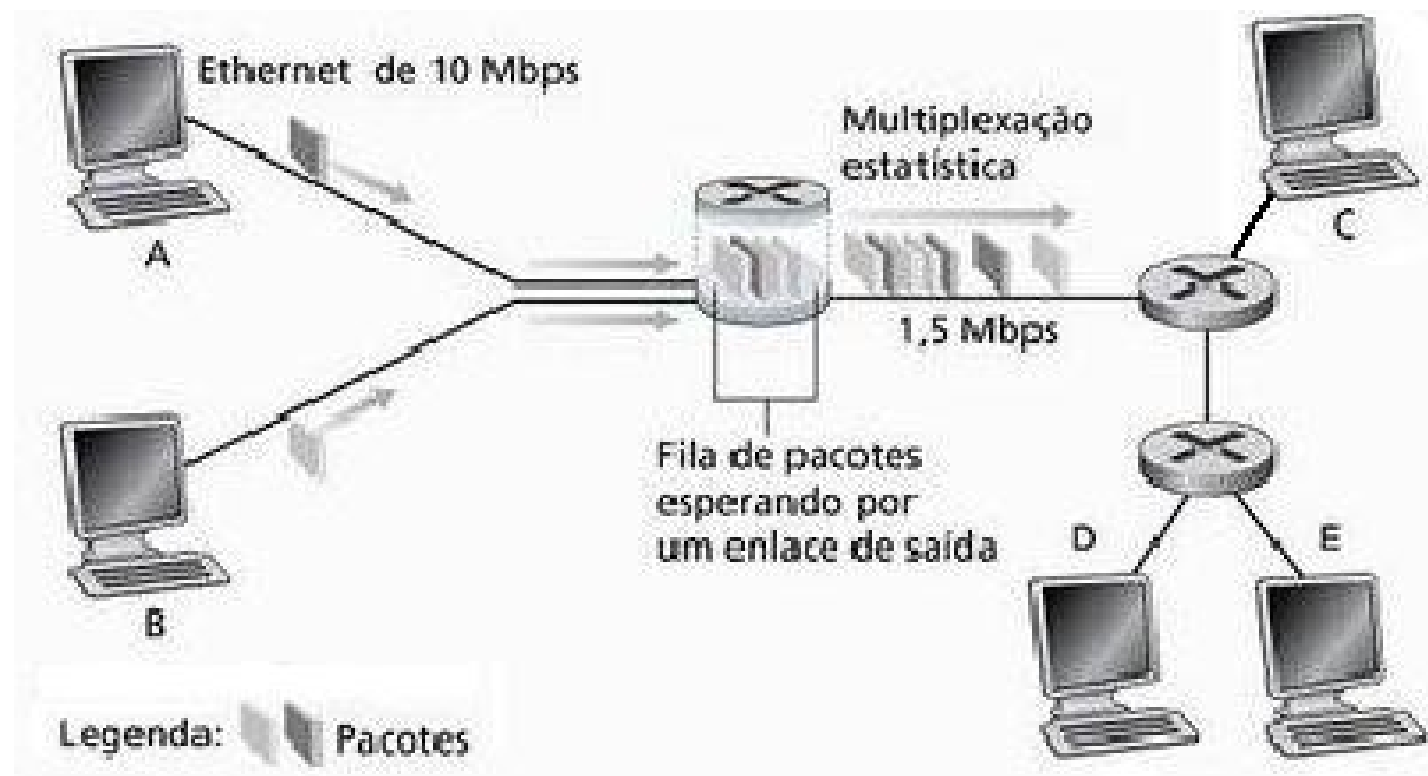 Ethernet de 10 Mbps
A
Multiplexação
estatística
C
1,5 Mbps
Fila de pacotes
esperando por
um enlace de saída
B
D
E
Legenda: Pacotes